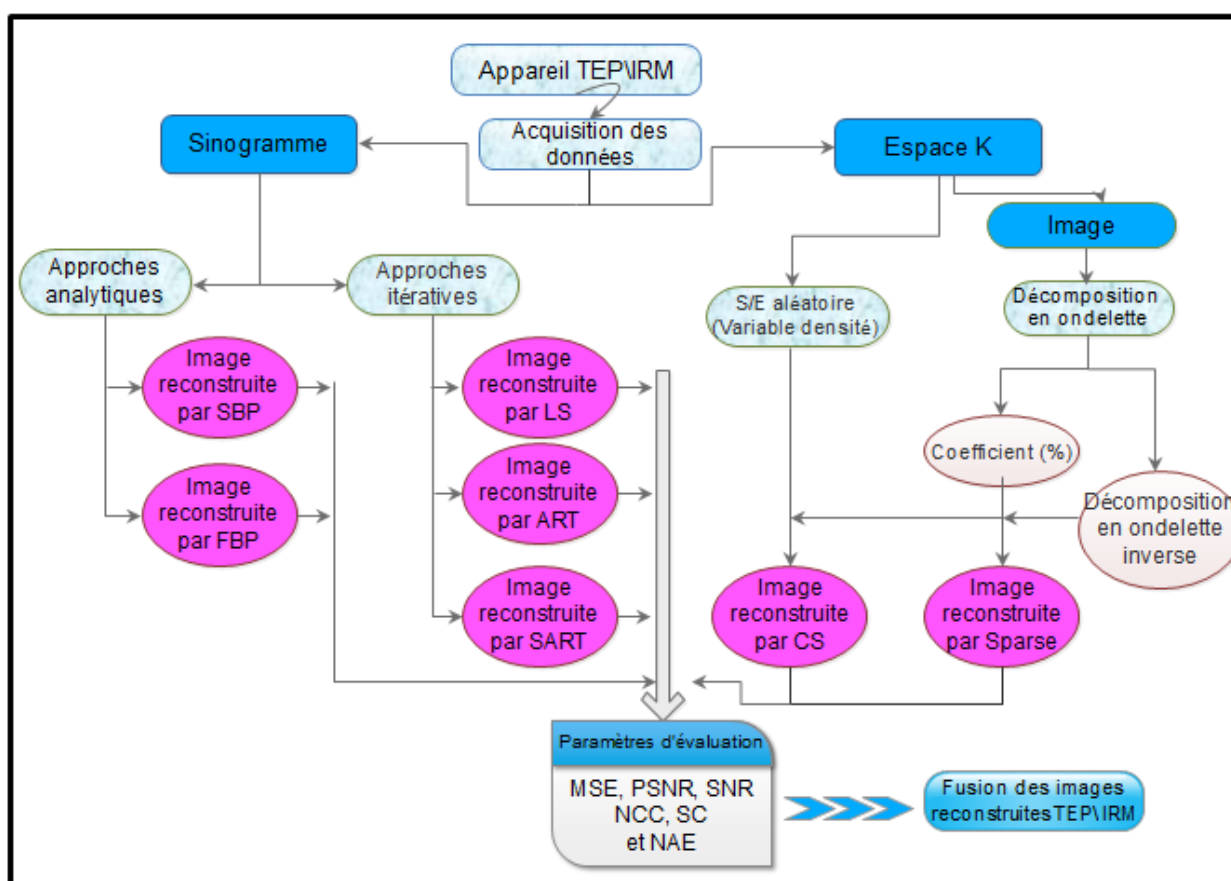 Appareil TEP\IRM
Acquisition des
données
Sinogramme
Espace K
Image
Approches
analytiques
Approches
itératives
S/E aléatoire
(Variable densité)
Décomposition
en ondelette
Image
reconstruite
par SBP
Image
reconstruite
par LS
Coefficient (%)
Image
reconstruite
par FBP
Image
reconstruite
par ART
Décomposition
en ondelette
inverse
Image
reconstruite
par SART
Image
reconstruite
par CS
Image
reconstruite
par Sparse
Paramètres d'évaluation
MSE, PSNR, SNR
NCC, SC
et NAE
Fusion des images
reconstruites TEP\IRM